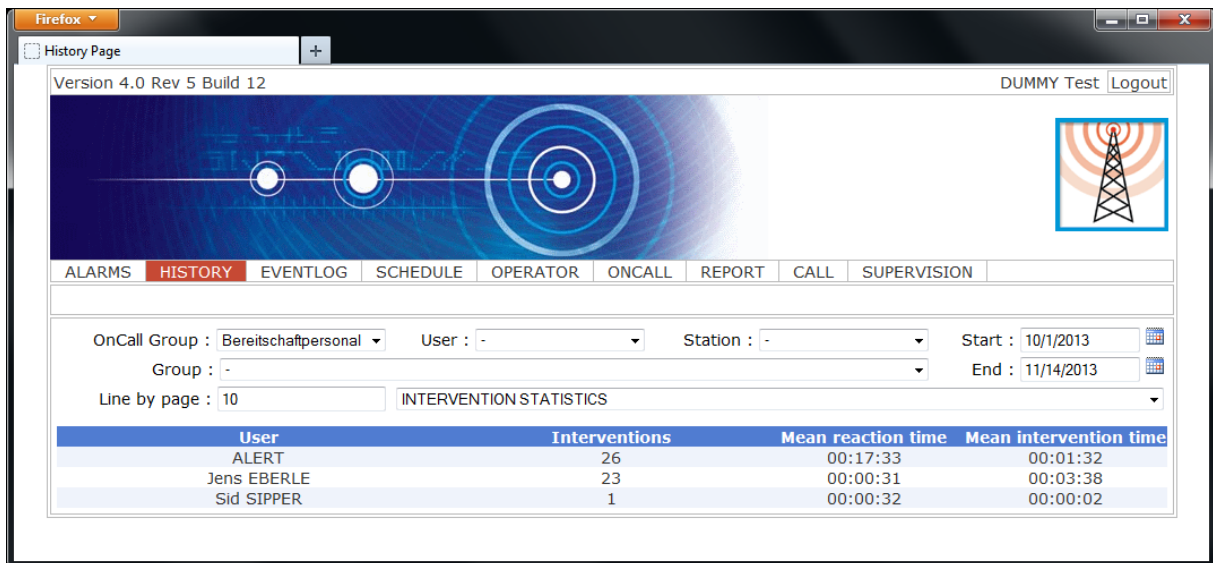 Firefox
History Page
Version 4.0 Rev 5 Build 12 DUMMY Test Logout
ALARMS HISTORY EVENTLOG SCHEDULE OPERATOR ONCALL REPORT CALL SUPERVISION
OnCall Group : Bereitschaftpersonal User : - Station : - Start : 10/1/2013
Group : - End : 11/14/2013
Line by page : 10 INTERVENTION STATISTICS
User Interventions Mean reaction time Mean intervention time
ALERT 26 00:17:33 00:01:32
Jens EBERLE 23 00:00:31 00:03:38
Sid SIPPER 1 00:00:32 00:00:02